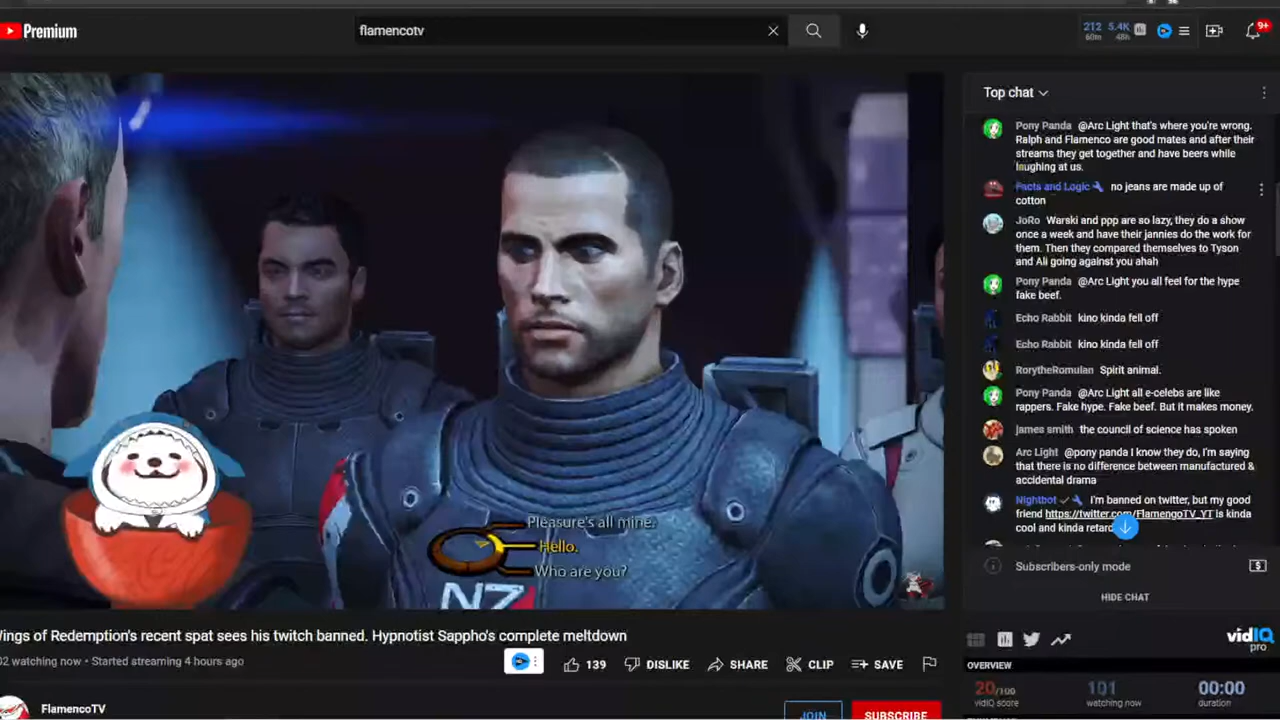 Premium
flamencotv
212 5.4K
60m 48h
9+
Top chat
Pony Panda @Arc Light that's where you're wrong.
Ralph and Flamenco are good mates and after their
streams they get together and have beers while
laughing at us.
Facts and Logic no jeans are made up of
cotton
JoRo Warski and ppp are so lazy, they do a show
once a week and have their jannies do the work for
them. Then they compared themselves to Tyson
and Ali going against you ahah
Pony Panda @Arc Light you all feel for the hype
fake beef.
Echo Rabbit kino kinda fell off
Echo Rabbit kino kinda fell off
RorytheRomulan Spirit animal.
Pony Panda @Arc Light all e-celebs are like
rappers. Fake hype. Fake beef. But it makes money.
james smith the council of science has spoken
Arc Light @pony panda I know they do, I'm saying
that there is no difference between manufactured &
accidental drama
Nightbot ✓ I'm banned on twitter, but my good
friend https://twitter.com/FlamengoTV_YT is kinda
cool and kinda retard
Subscribers-only mode
HIDE CHAT
Pleasure's all mine.
Hello.
Who are you?
N7
Wings of Redemption's recent spat sees his twitch banned. Hypnotist Sappho's complete meltdown
02 watching now • Started streaming 4 hours ago
139 DISLIKE SHARE CLIP SAVE
FlamencoTV
JOIN SUBSCRIBE
vidIQ
pro
OVERVIEW
20/100 101 00:00
vidIQ score watching now duration